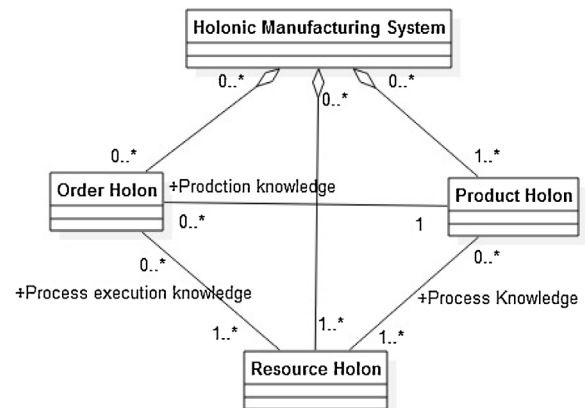 Holonic Manufacturing System
0..*
0..*
0..*
0..*
1..*
Order Holon
+Prodction knowledge
Product Holon
0..*
1
0..*
0..*
+Process execution knowledge
+Process Knowledge
1..*
1..*
1..*
Resource Holon